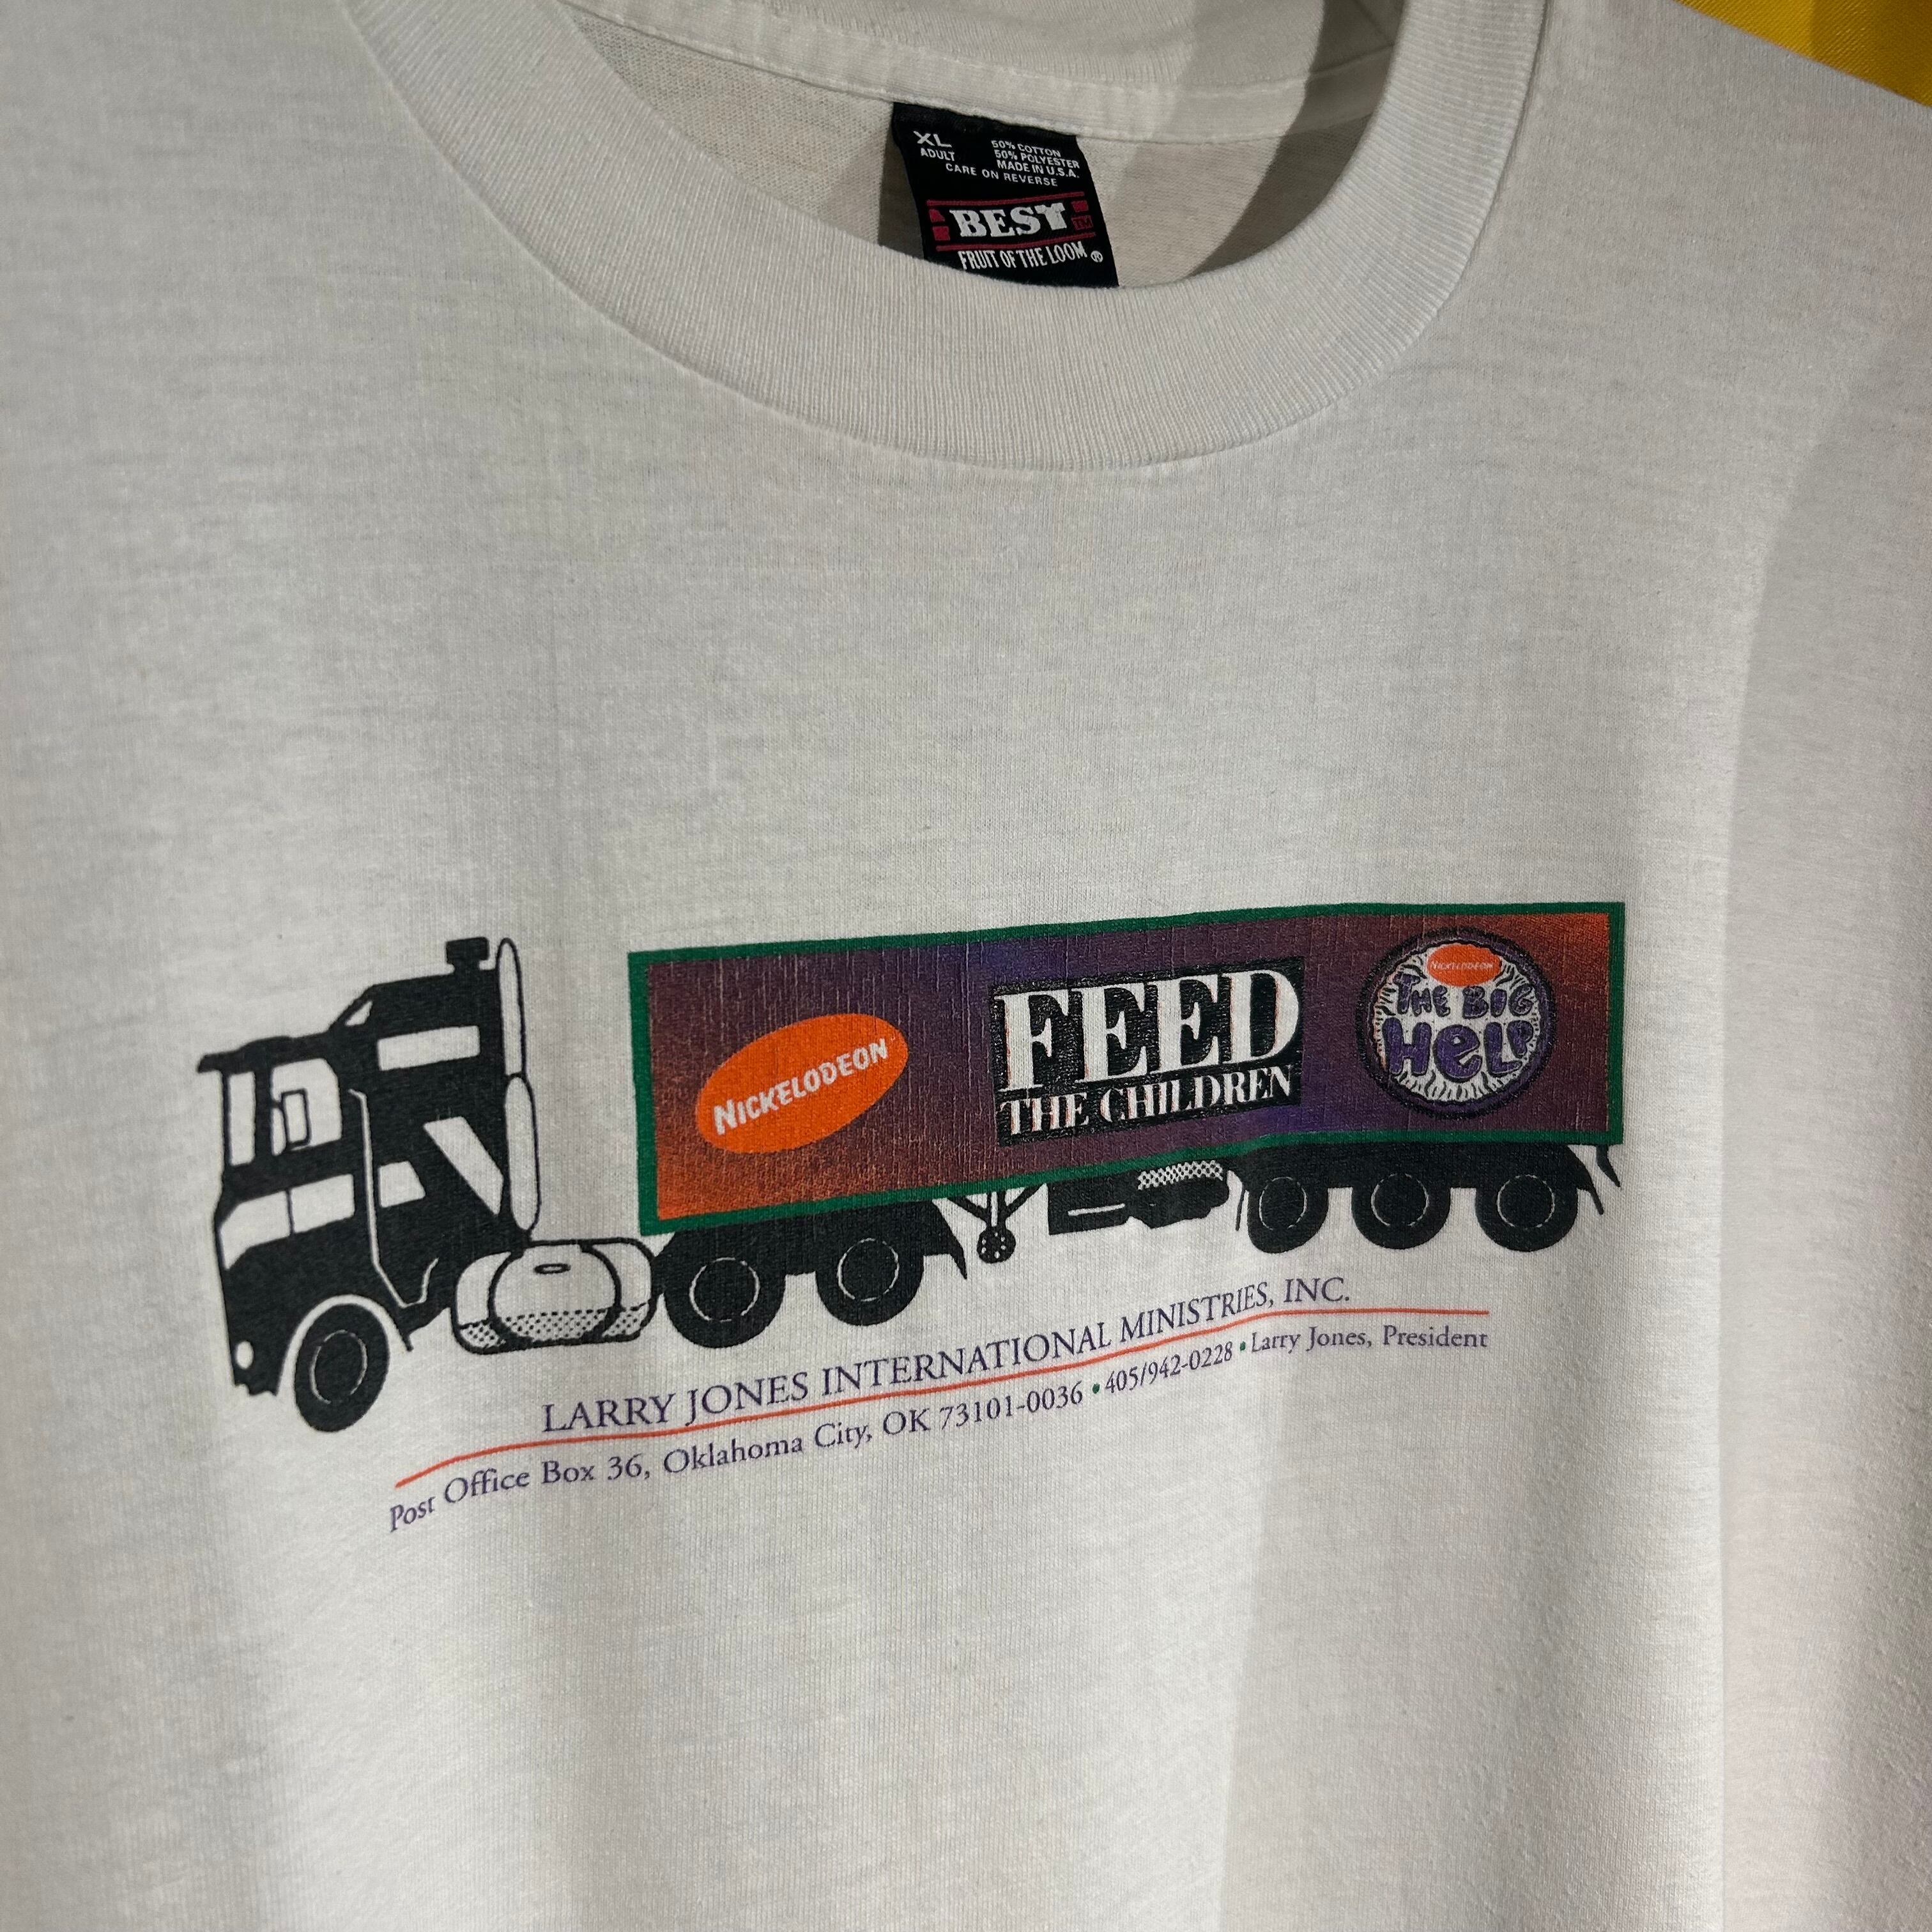 XL
ADULT
50% COTTON
50% POLYESTER
MADE IN U.S.A.
CARE ON REVERSE
BEST
TM
FRUIT OF THE LOOM ®
NICKELODEON
FEED
THE CHILDREN
NICKELODEON
THE BIG
HeLP
LARRY JONES INTERNATIONAL MINISTRIES, INC.
Post Office Box 36, Oklahoma City, OK 73101-0036 • 405/942-0228 • Larry Jones, President